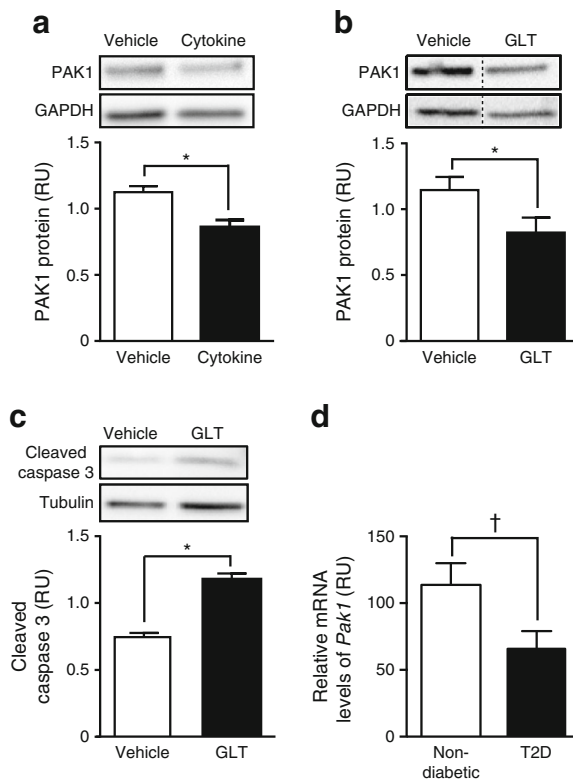 a
Vehicle Cytokine
PAK1
GAPDH
1.5
1.0
0.5
0
PAK1 protein (RU)
*
Vehicle Cytokine
b
Vehicle GLT
PAK1
GAPDH
1.5
1.0
0.5
0
PAK1 protein (RU)
*
Vehicle GLT
c
Vehicle GLT
Cleaved
caspase 3
Tubulin
1.5
1.0
0.5
0
Cleaved
caspase 3 (RU)
*
Vehicle GLT
d
150
100
50
0
Relative mRNA
levels of Pak1 (RU)
†
Non-
diabetic
T2D